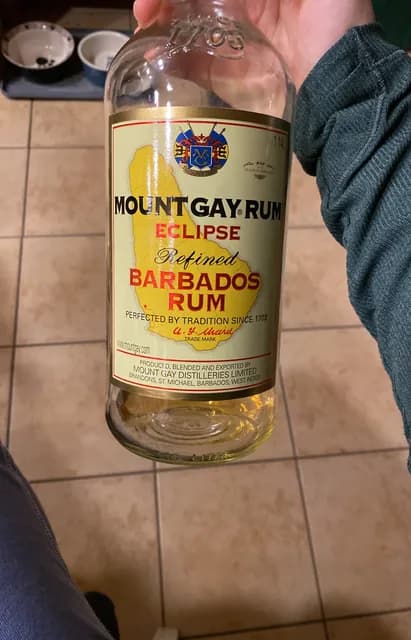 1703
MOUNT GAY RUM
ECLIPSE
Refined
BARBADOS
RUM
PERFECTED BY TRADITION SINCE 1703
TRADE MARK
www.mountgay.com
PRODUCED, BLENDED AND EXPORTED BY
MOUNT GAY DISTILLERIES LIMITED
BRANDONS, ST. MICHAEL, BARBADOS, WEST INDIES